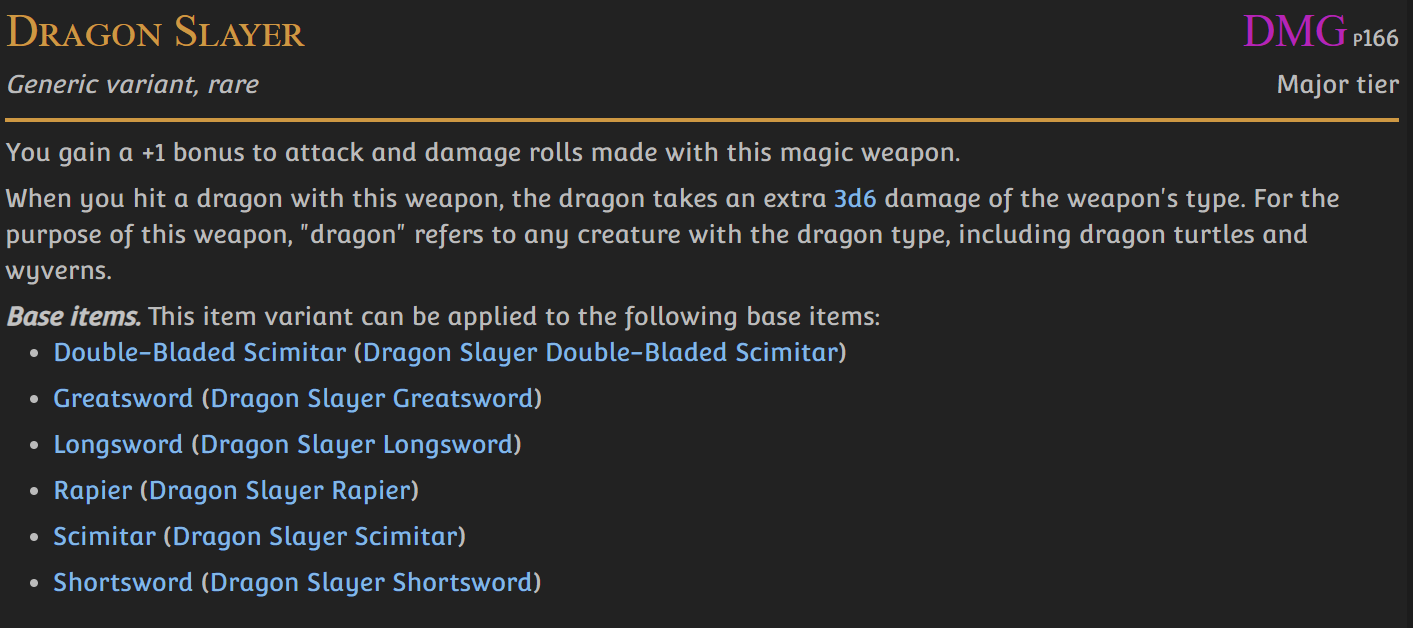 Dragon Slayer
DMG p166
Generic variant, rare
Major tier
You gain a +1 bonus to attack and damage rolls made with this magic weapon.
When you hit a dragon with this weapon, the dragon takes an extra 3d6 damage of the weapon's type. For the
purpose of this weapon, "dragon" refers to any creature with the dragon type, including dragon turtles and
wyverns.
Base items. This item variant can be applied to the following base items:
• Double-Bladed Scimitar (Dragon Slayer Double-Bladed Scimitar)
• Greatsword (Dragon Slayer Greatsword)
• Longsword (Dragon Slayer Longsword)
• Rapier (Dragon Slayer Rapier)
• Scimitar (Dragon Slayer Scimitar)
• Shortsword (Dragon Slayer Shortsword)